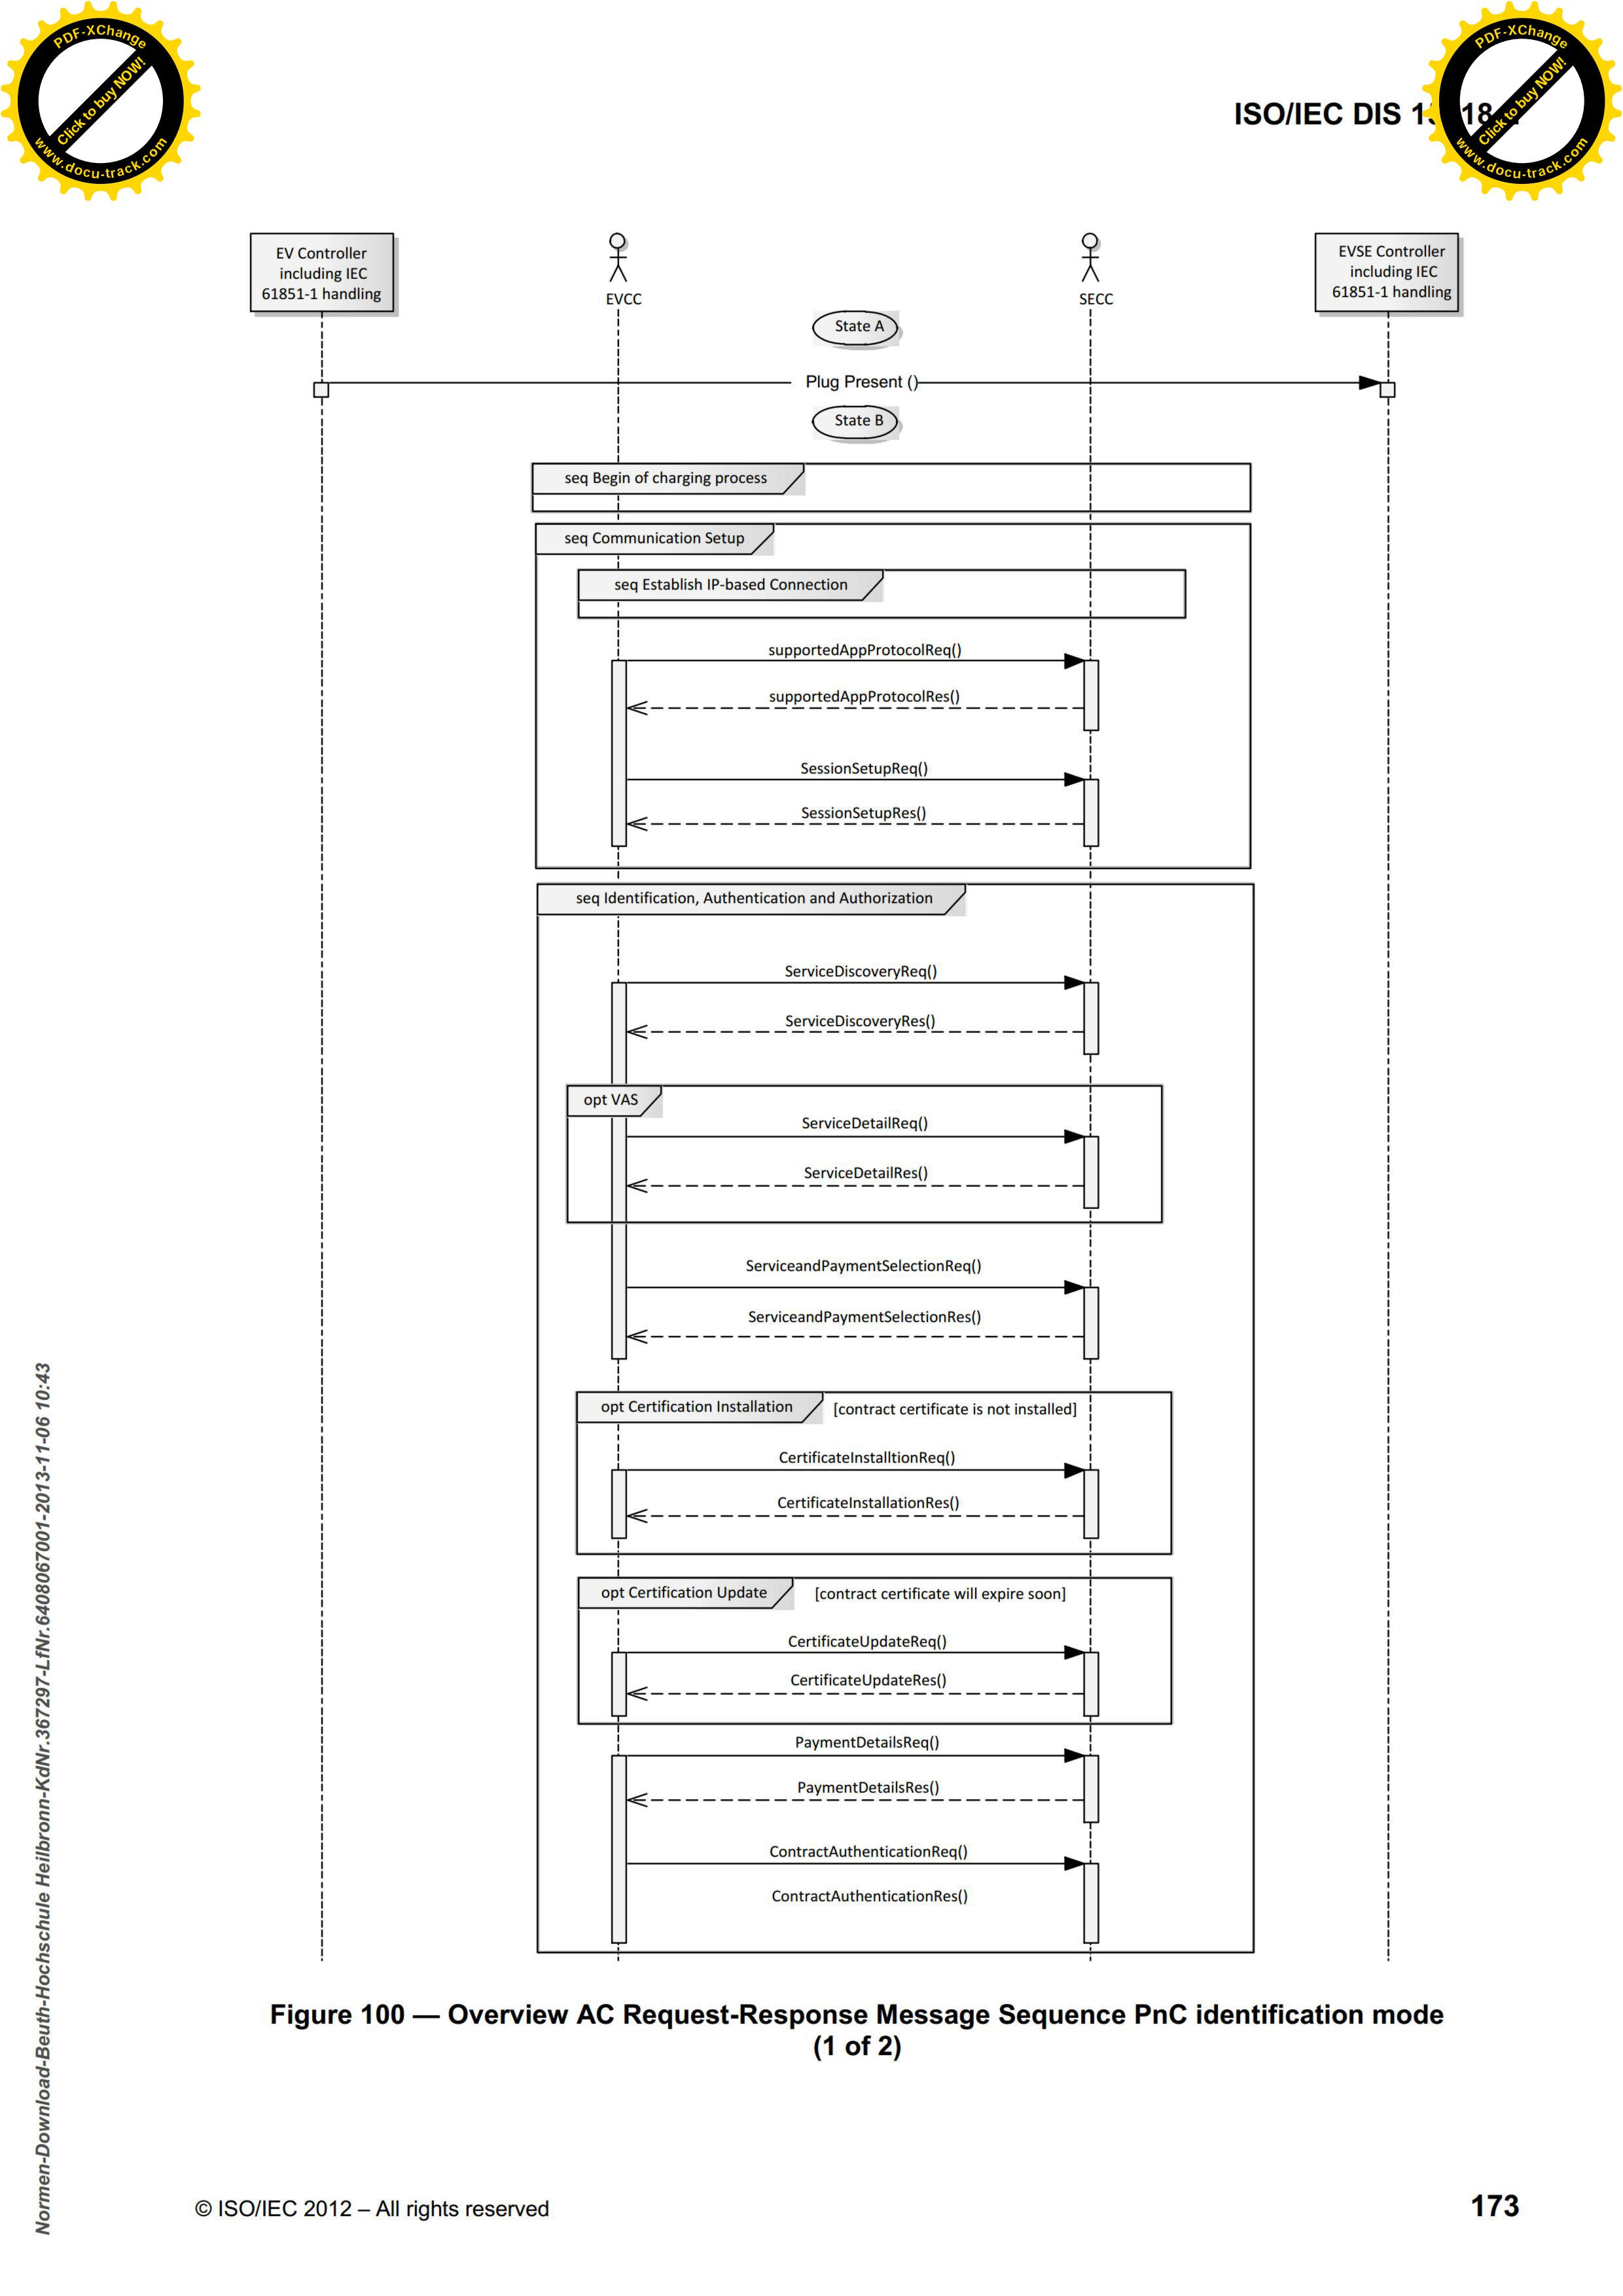 PDF-XChange
Click to buy NOW!
www.docu-track.com
PDF-XChange
Click to buy NOW!
www.docu-track.com
ISO/IEC DIS 1 18
EV Controller
including IEC
61851-1 handling
EVCC
SECC
EVSE Controller
including IEC
61851-1 handling
State A
Plug Present ()
State B
seq Begin of charging process
seq Communication Setup
seq Establish IP-based Connection
supportedAppProtocolReq()
supportedAppProtocolRes()
SessionSetupReq()
SessionSetupRes()
seq Identification, Authentication and Authorization
ServiceDiscoveryReq()
ServiceDiscoveryRes()
opt VAS
ServiceDetailReq()
ServiceDetailRes()
ServiceandPaymentSelectionReq()
ServiceandPaymentSelectionRes()
opt Certification Installation [contract certificate is not installed]
CertificateInstalltionReq()
CertificateInstallationRes()
opt Certification Update [contract certificate will expire soon]
CertificateUpdateReq()
CertificateUpdateRes()
PaymentDetailsReq()
PaymentDetailsRes()
ContractAuthenticationReq()
ContractAuthenticationRes()
Figure 100 — Overview AC Request-Response Message Sequence PnC identification mode
(1 of 2)
Normen-Download-Beuth-Hochschule Heilbronn-KdNr.367297-LfNr.6408067001-2013-11-06 10:43
© ISO/IEC 2012 – All rights reserved
173